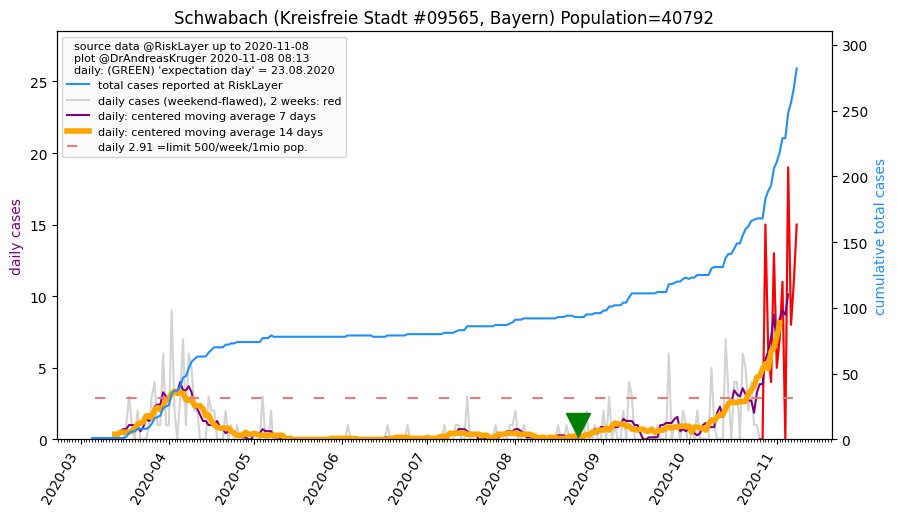 Schwabach (Kreisfreie Stadt #09565, Bayern) Population=40792
source data @RiskLayer up to 2020-11-08
plot @DrAndreasKruger 2020-11-08 08:13
daily: (GREEN) 'expectation day' = 23.08.2020
total cases reported at RiskLayer
daily cases (weekend-flawed), 2 weeks: red
daily: centered moving average 7 days
daily: centered moving average 14 days
daily 2.91 =limit 500/week/1mio pop.
daily cases
25
20
15
10
5
0
cumulative total cases
300
250
200
150
100
50
0
2020-03
2020-04
2020-05
2020-06
2020-07
2020-08
2020-09
2020-10
2020-11